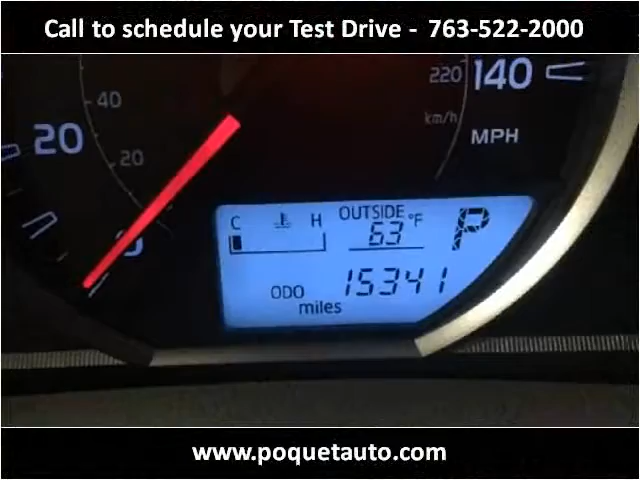 Call to schedule your Test Drive - 763-522-2000
220 140
40
km/h
20
MPH
20
C H OUTSIDE °F P
63
0
ODO 15341
miles
www.poquetauto.com